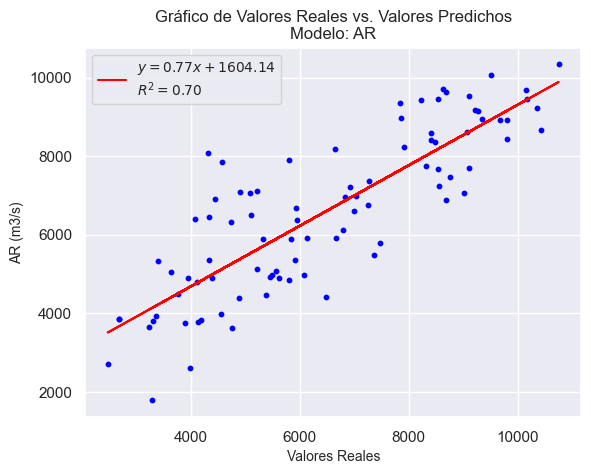 Gráfico de Valores Reales vs. Valores Predichos
Modelo: AR
y = 0.77x + 1604.14
R² = 0.70
10000
8000
6000
4000
2000
AR (m3/s)
4000 6000 8000 10000
Valores Reales